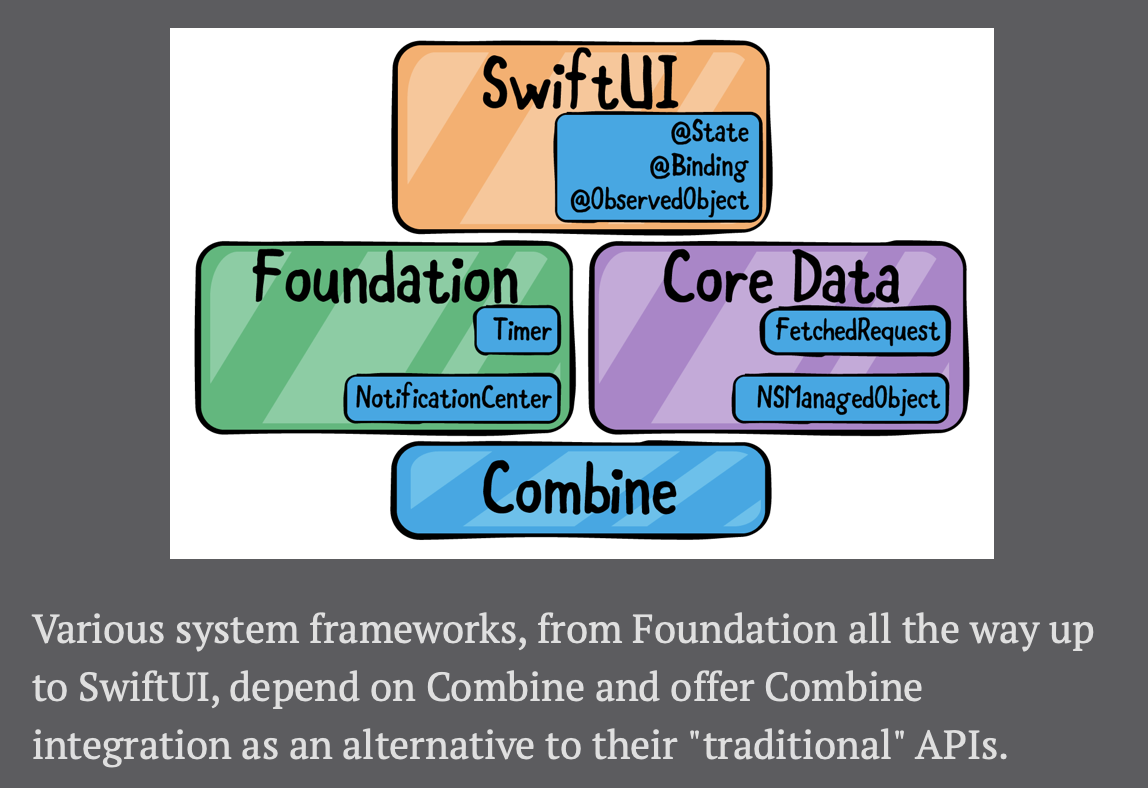 SwiftUI
@State
@Binding
@ObservedObject
Foundation
Timer
NotificationCenter
Core Data
FetchedRequest
NSManagedObject
Combine
Various system frameworks, from Foundation all the way up
to SwiftUI, depend on Combine and offer Combine
integration as an alternative to their "traditional" APIs.